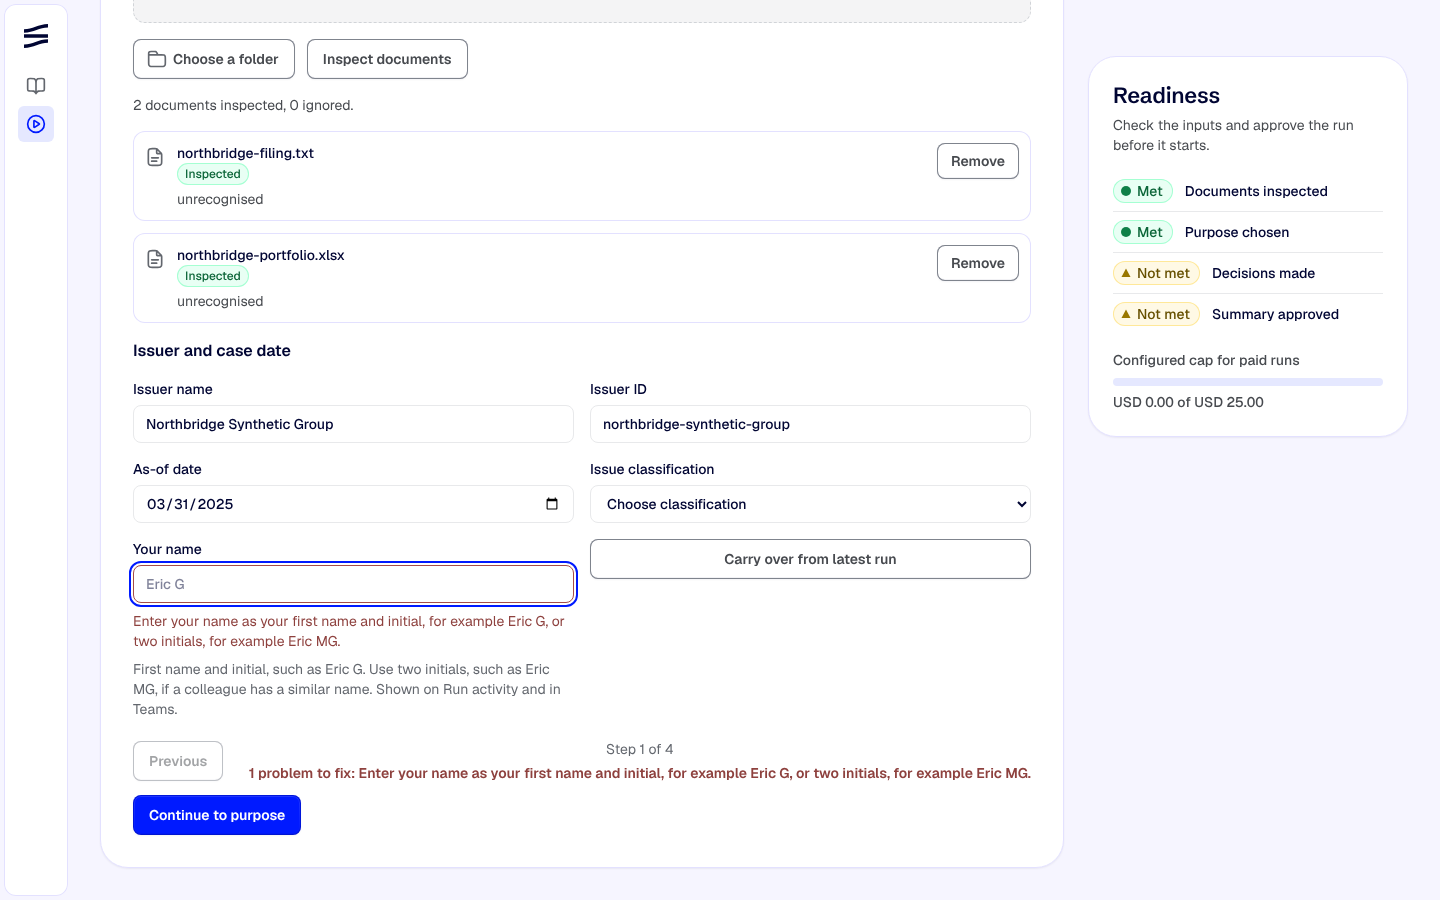 Choose a folder
Inspect documents
2 documents inspected, 0 ignored.
northbridge-filing.txt
Inspected
unrecognised
Remove
northbridge-portfolio.xlsx
Inspected
unrecognised
Remove
Issuer and case date
Issuer name
Northbridge Synthetic Group
Issuer ID
northbridge-synthetic-group
As-of date
03/31/2025
Issue classification
Choose classification
Your name
Eric G
Enter your name as your first name and initial, for example Eric G, or
two initials, for example Eric MG.
First name and initial, such as Eric G. Use two initials, such as Eric
MG, if a colleague has a similar name. Shown on Run activity and in
Teams.
Carry over from latest run
Previous
Step 1 of 4
1 problem to fix: Enter your name as your first name and initial, for example Eric G, or two initials, for example Eric MG.
Continue to purpose
Readiness
Check the inputs and approve the run
before it starts.
Met
Documents inspected
Met
Purpose chosen
Not met
Decisions made
Not met
Summary approved
Configured cap for paid runs
USD 0.00 of USD 25.00